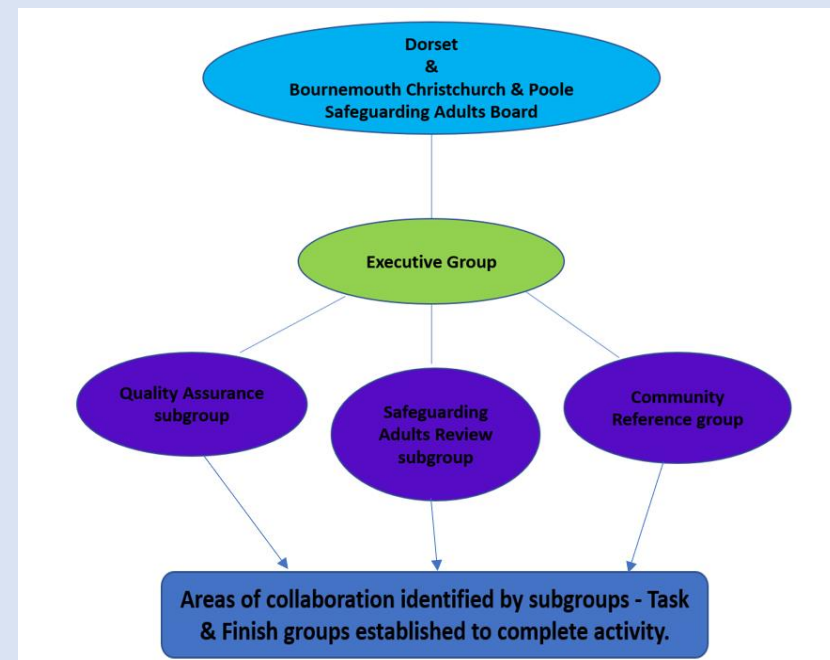 Dorset
&
Bournemouth Christchurch & Poole
Safeguarding Adults Board
Executive Group
Quality Assurance
subgroup
Safeguarding
Adults Review
subgroup
Community
Reference group
Areas of collaboration identified by subgroups - Task
& Finish groups established to complete activity.